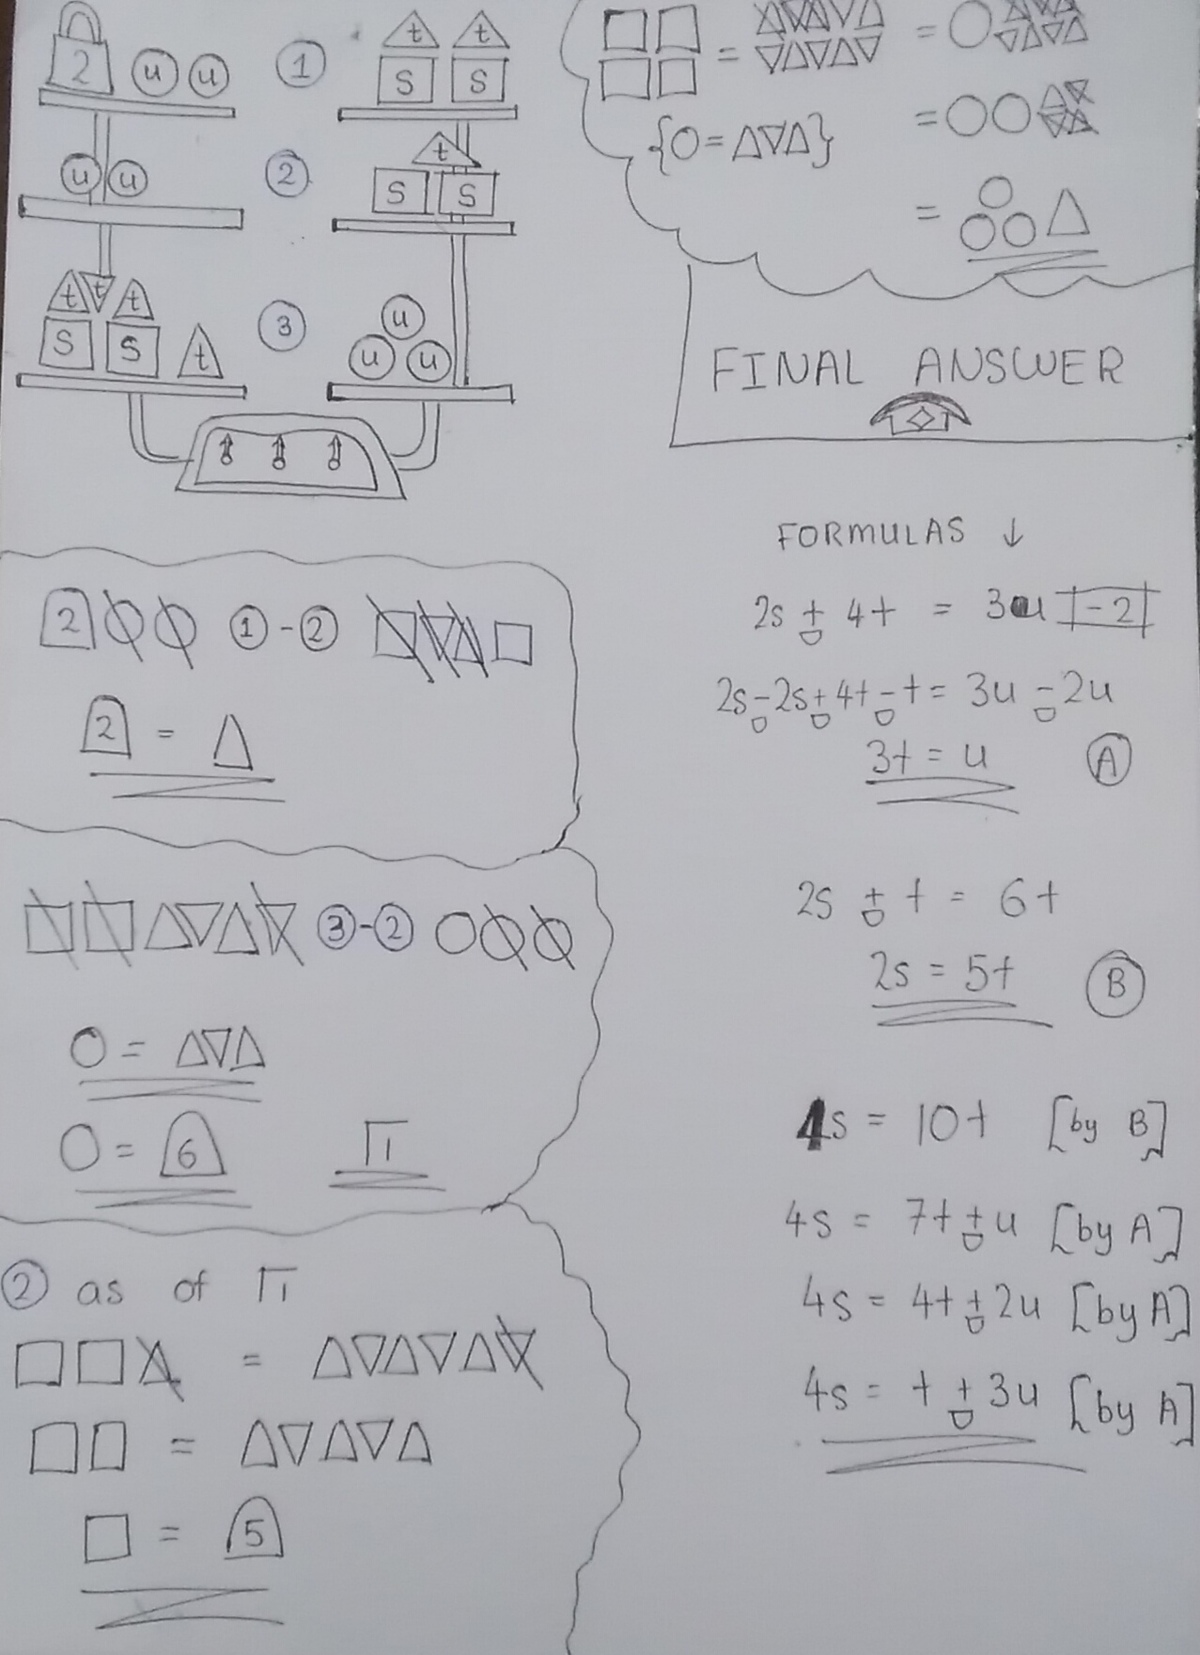 2 u u ① t t
S S
u u ② t
S S
t t t ③ u
S S t u u
□□
□□ = △▽△▽△
▽△▽△▽ = ○△▽△▽△▽△
{○=△▽△} = ○○△▽▽△
= ○○○△
FINAL ANSWER
2 ○○ ①-② □▽△□
2 = △
□□△▽△▽ ③-② ○○○
○ = △▽△
○ = 6 Π
② as of Π
□□△ = △▽△▽△▽
□□ = △▽△▽△
□ = 5
FORMULAS ↓
2s + 4t = 3u -2
2s-2s+4t-t = 3u-2u
3t = u Ⓐ
2s + t = 6t
2s = 5t Ⓑ
4s = 10t [by B]
4s = 7t+u [by A]
4s = 4t+2u [by A]
4s = t+3u [by A]